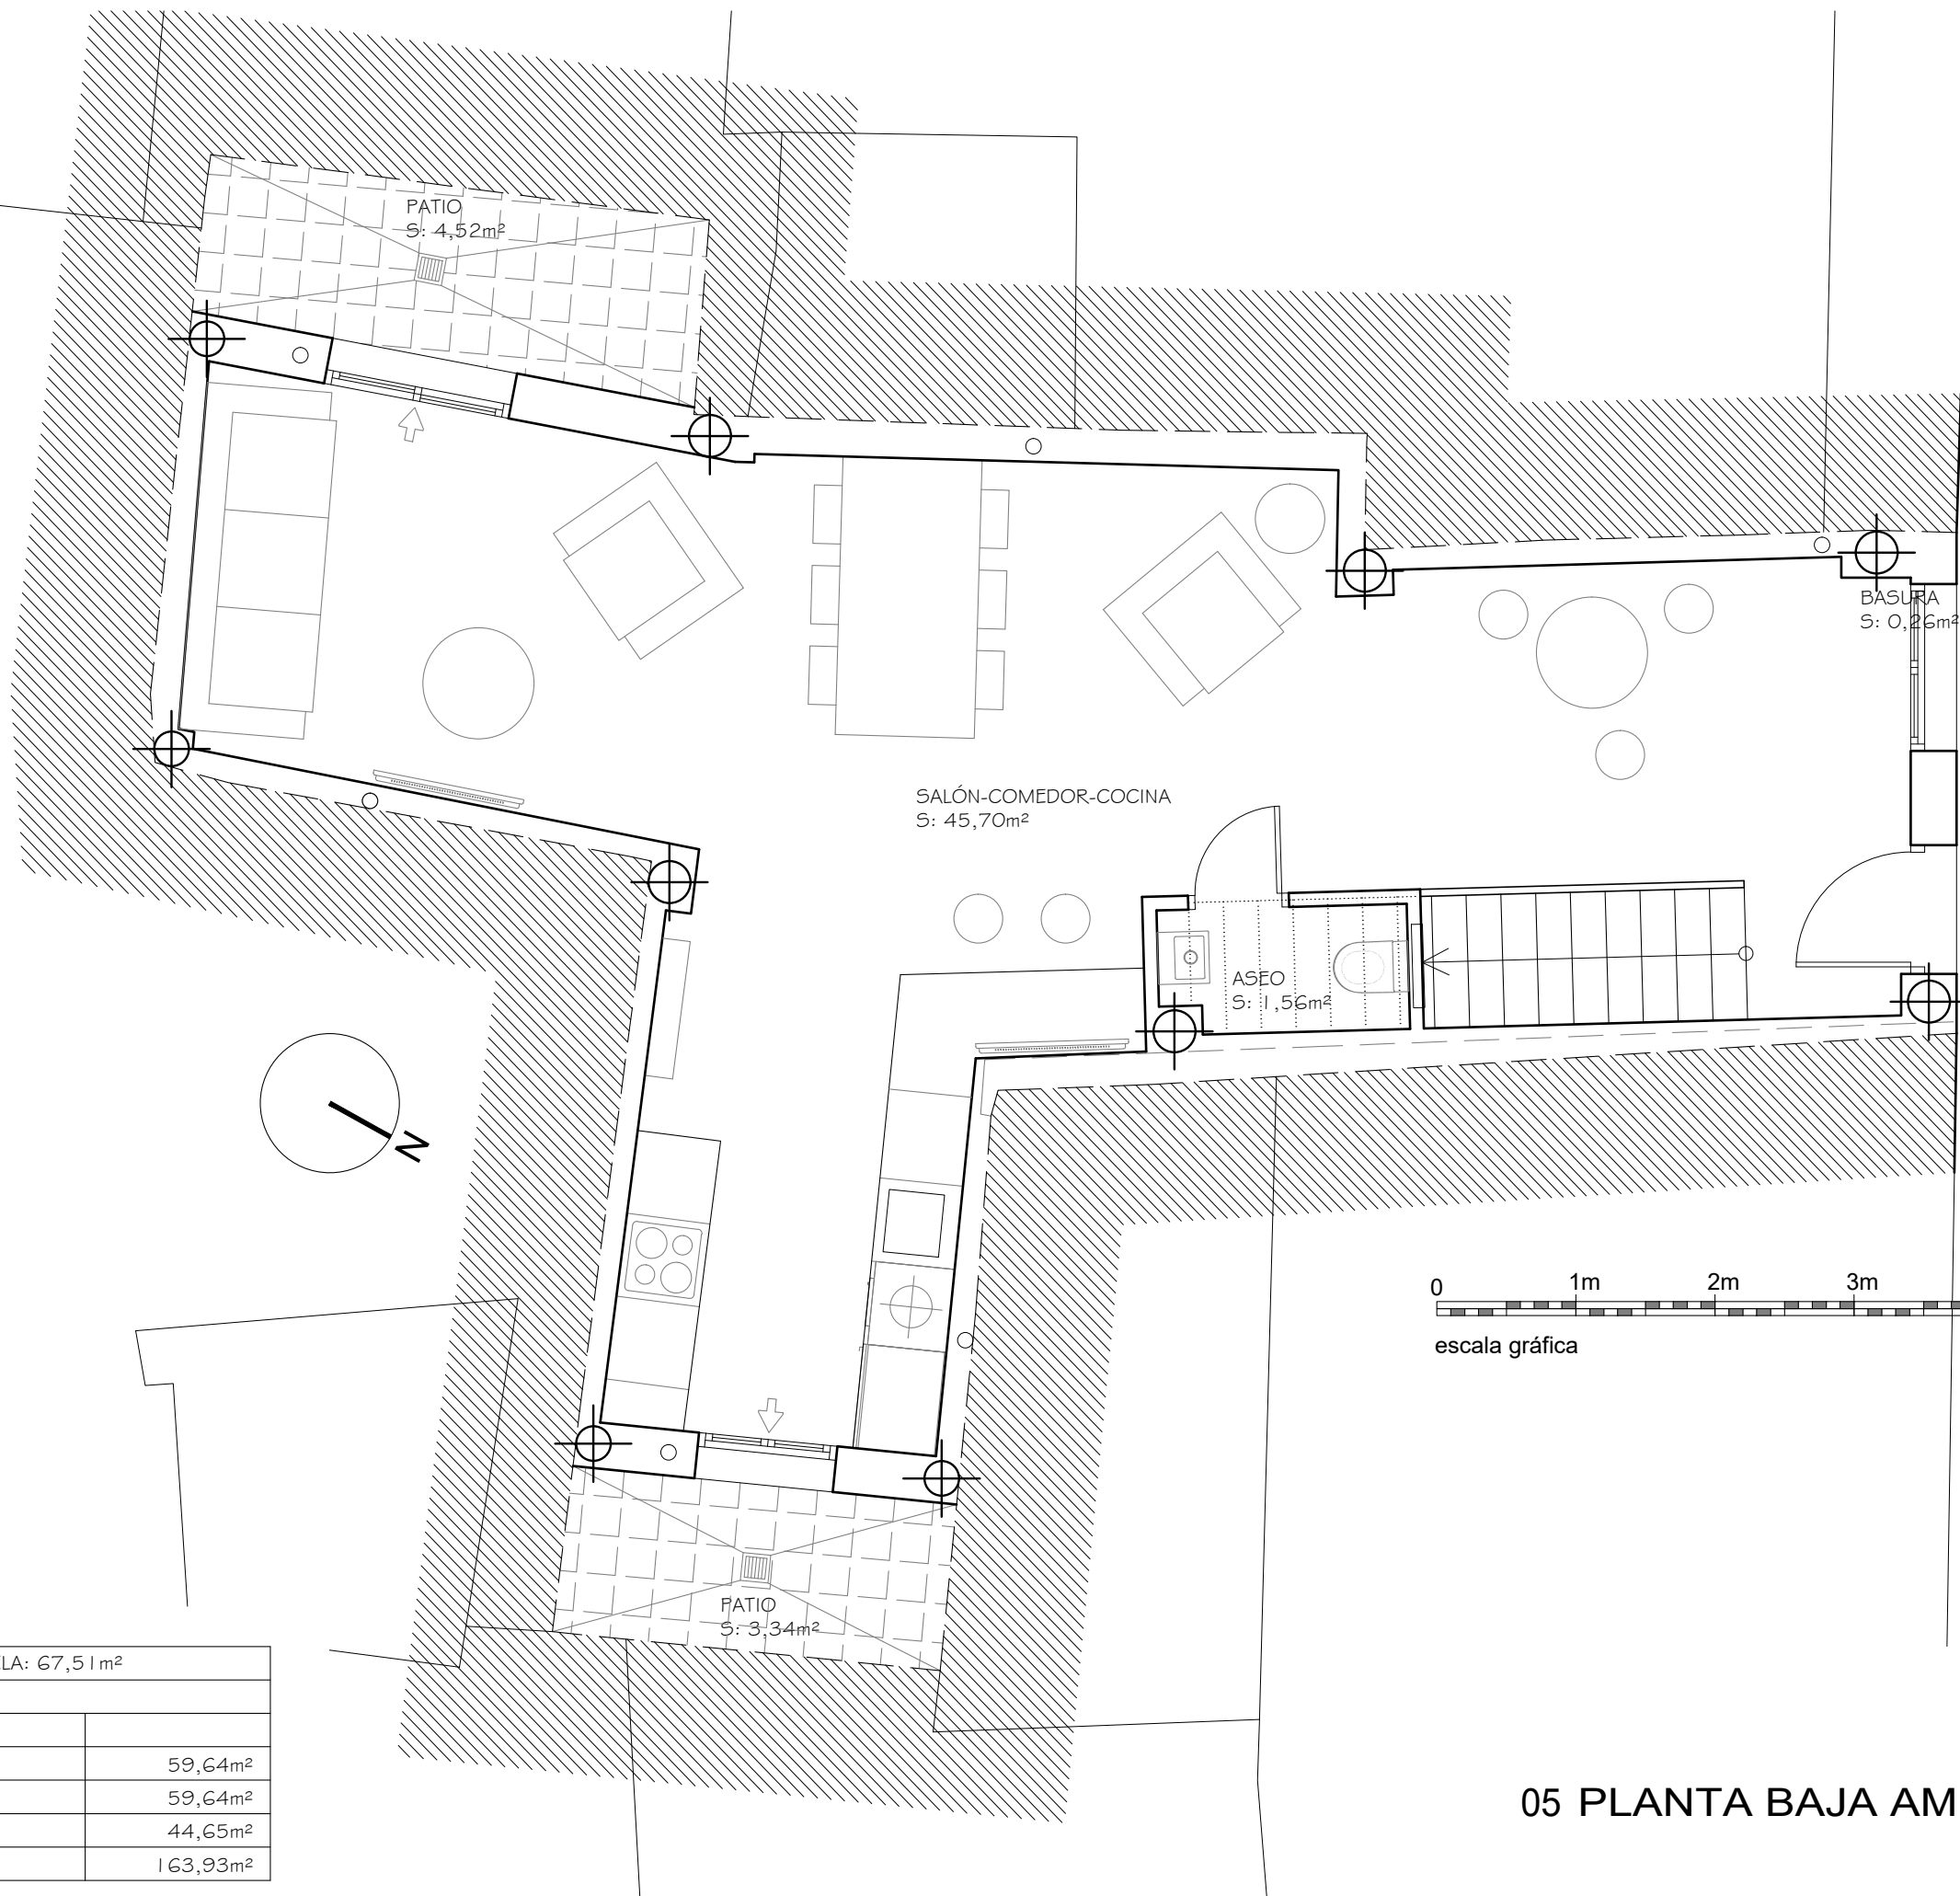 PATIO
S: 4,52m²
BASURA
S: 0,26m²
SALÓN-COMEDOR-COCINA
S: 45,70m²
ASEO
S: 1,56m²
N
0 1m 2m 3m
escala gráfica
PATIO
S: 3,34m²
LA: 67,51m²
59,64m²
59,64m²
44,65m²
163,93m²
05 PLANTA BAJA AM